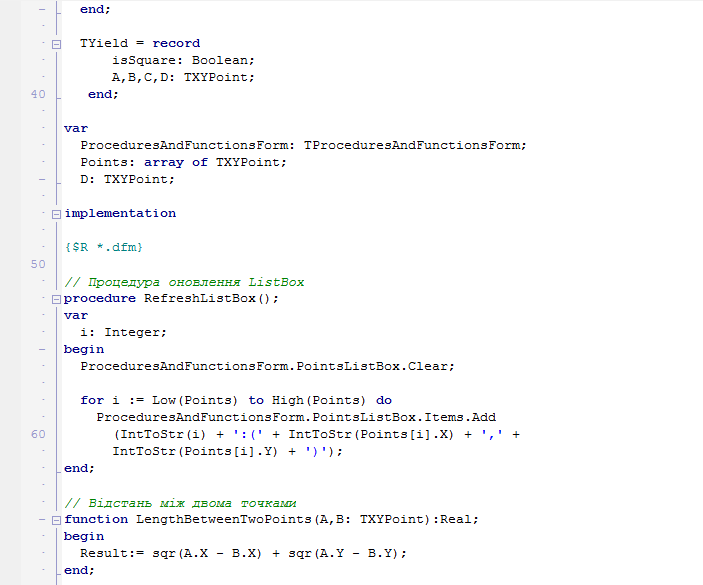 end;
TYield = record
isSquare: Boolean;
A,B,C,D: TXYPoint;
40 end;
var
ProceduresAndFunctionsForm: TProceduresAndFunctionsForm;
Points: array of TXYPoint;
D: TXYPoint;
implementation
{$R *.dfm}
50
// Процедура оновлення ListBox
procedure RefreshListBox();
var
i: Integer;
begin
ProceduresAndFunctionsForm.PointsListBox.Clear;
for i := Low(Points) to High(Points) do
ProceduresAndFunctionsForm.PointsListBox.Items.Add
60 (IntToStr(i) + ':(' + IntToStr(Points[i].X) + ',' +
IntToStr(Points[i].Y) + ')');
end;
// Відстань між двома точками
function LengthBetweenTwoPoints(A,B: TXYPoint):Real;
begin
Result:= sqr(A.X - B.X) + sqr(A.Y - B.Y);
end;